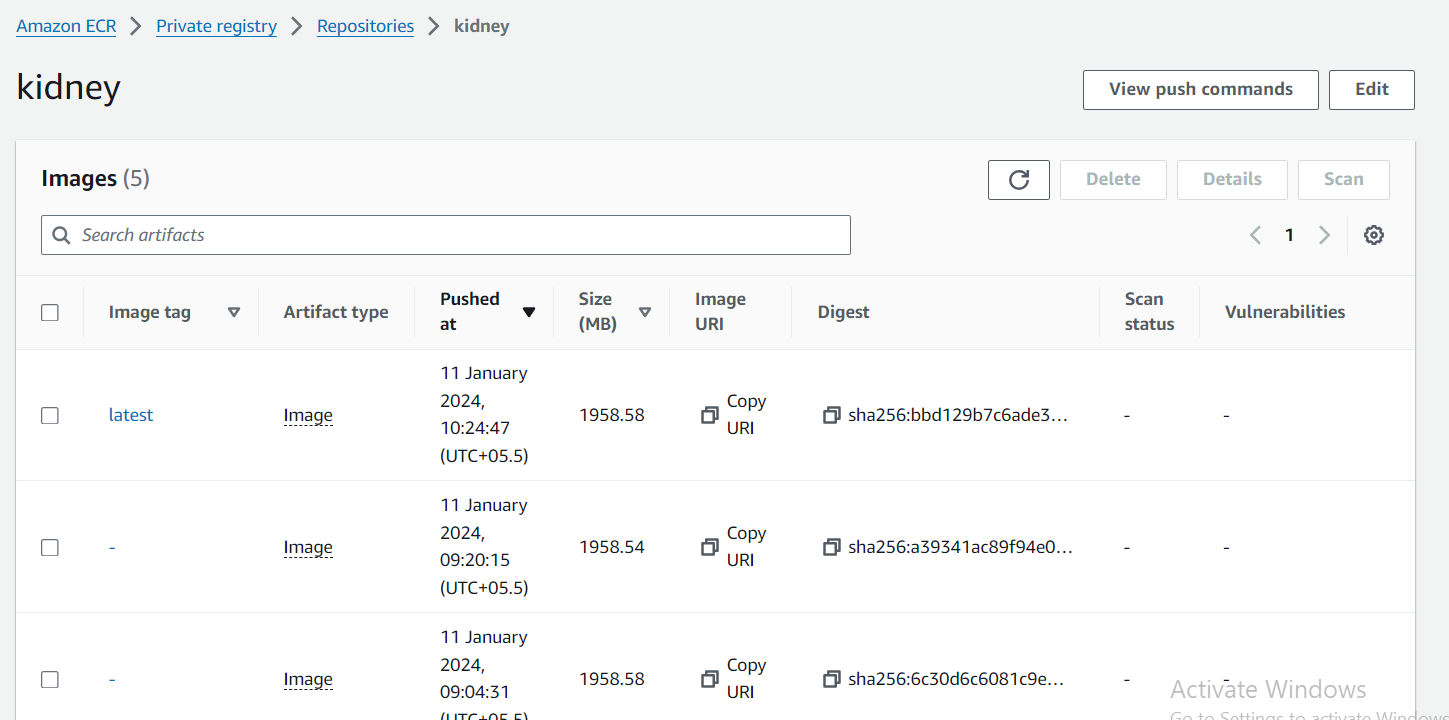 Amazon ECR > Private registry > Repositories > kidney
kidney
View push commands Edit
Images (5)
Delete Details Scan
Search artifacts
1
Image tag Artifact type Pushed at Size (MB) Image URI Digest Scan status Vulnerabilities
latest Image 11 January 2024, 10:24:47 (UTC+05.5) 1958.58 Copy URI sha256:bbd129b7c6ade3... - -
- Image 11 January 2024, 09:20:15 (UTC+05.5) 1958.54 Copy URI sha256:a39341ac89f94e0... - -
- Image 11 January 2024, 09:04:31 (UTC+05.5) 1958.58 Copy URI sha256:6c30d6c6081c9e... - -
Activate Windows
Go to Settings to activate Windows